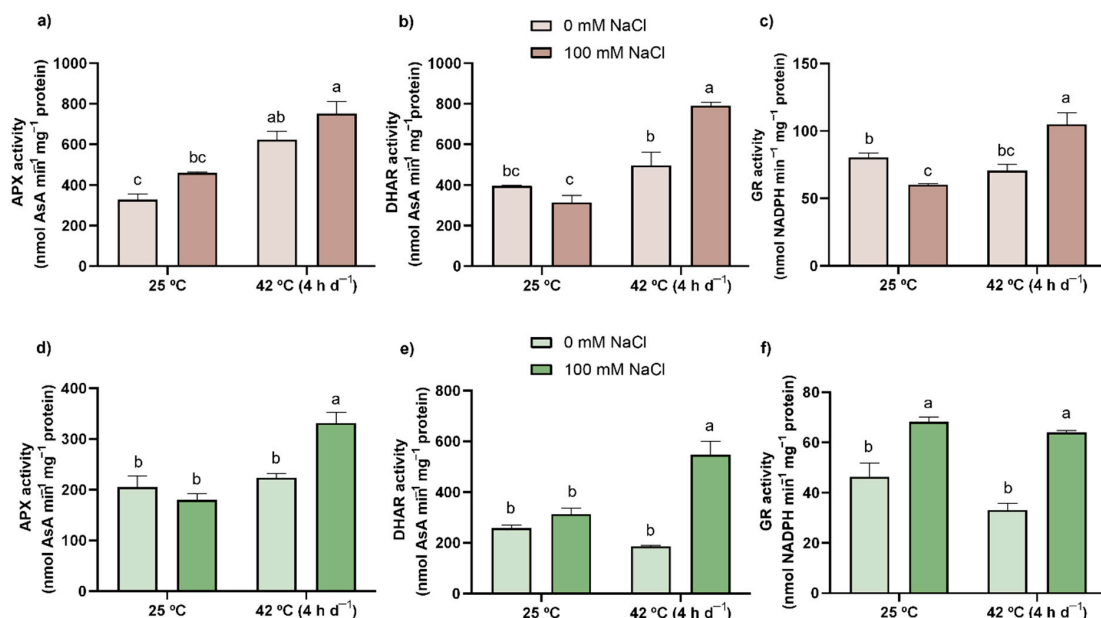 a)
b)
c)
0 mM NaCl
100 mM NaCl
APX activity
(nmol AsA min⁻¹ mg⁻¹ protein)
1000
800
600
400
200
0
c
bc
ab
a
25 ºC
42 ºC (4 h d⁻¹)
DHAR activity
(nmol AsA min⁻¹ mg⁻¹protein)
1000
800
600
400
200
0
bc
c
b
a
25 ºC
42 ºC (4 h d⁻¹)
GR activity
(nmol NADPH min⁻¹ mg⁻¹ protein)
150
100
50
0
b
c
bc
a
25 ºC
42 ºC (4 h d⁻¹)
d)
e)
f)
0 mM NaCl
100 mM NaCl
APX activity
(nmol AsA min⁻¹ mg⁻¹ protein)
400
300
200
100
0
b
b
b
a
25 ºC
42 ºC (4 h d⁻¹)
DHAR activity
(nmol AsA min⁻¹ mg⁻¹ protein)
800
600
400
200
0
b
b
b
a
25 ºC
42 ºC (4 h d⁻¹)
GR activity
(nmol NADPH min⁻¹ mg⁻¹ protein)
80
60
40
20
0
b
a
b
a
25 ºC
42 ºC (4 h d⁻¹)